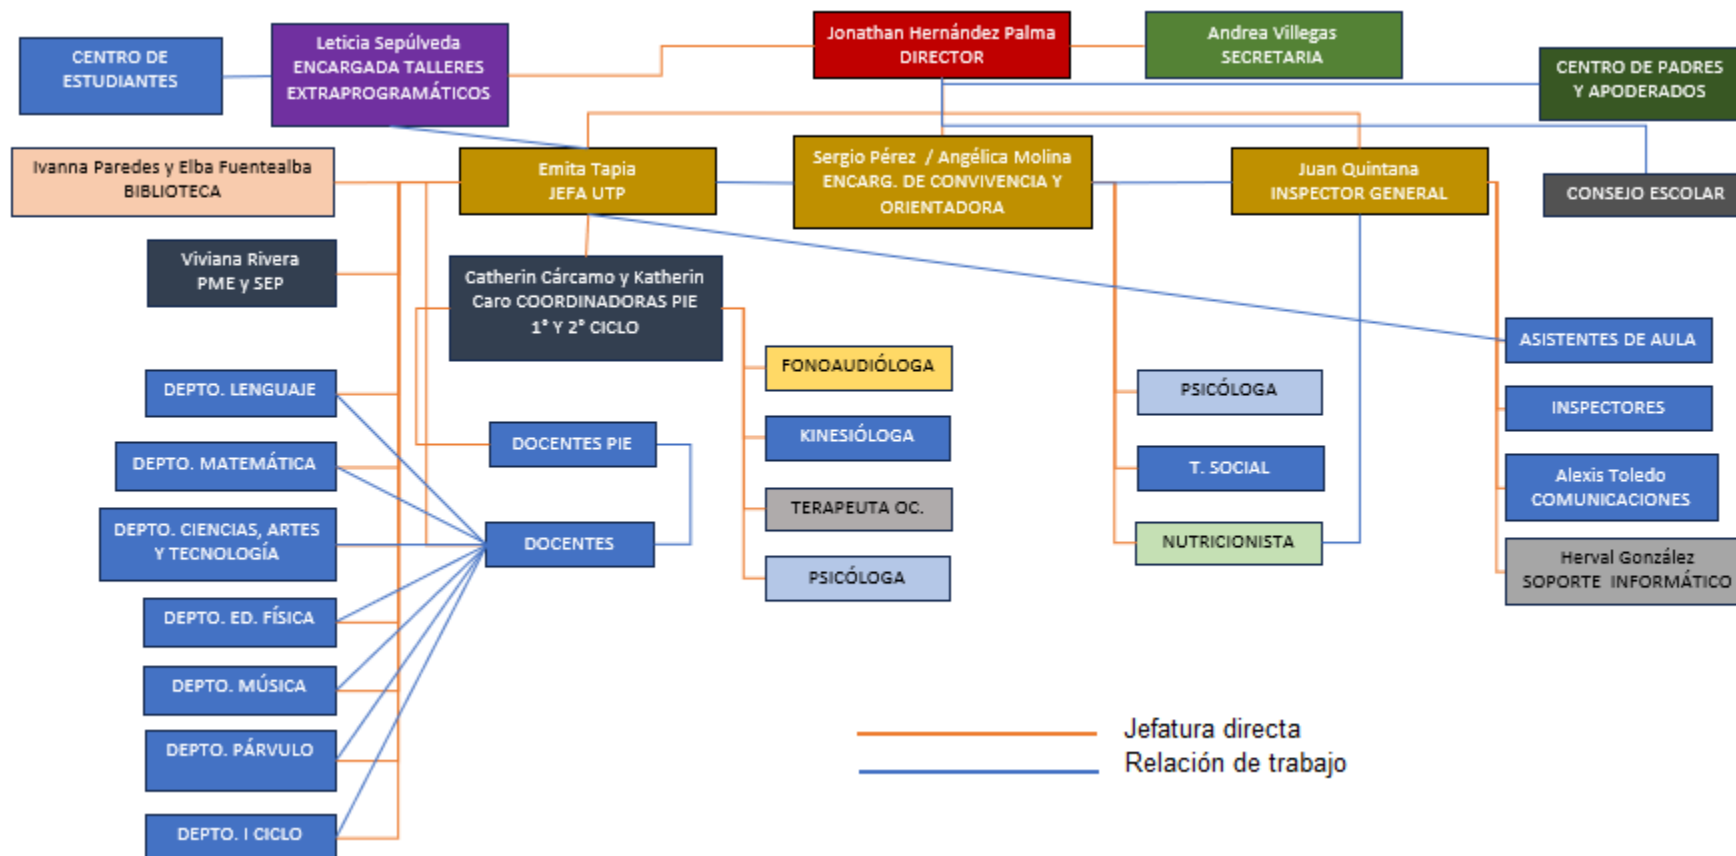 CENTRO DE
ESTUDIANTES
Leticia Sepúlveda
ENCARGADA TALLERES
EXTRAPROGRAMÁTICOS
Jonathan Hernández Palma
DIRECTOR
Andrea Villegas
SECRETARIA
CENTRO DE PADRES
Y APODERADOS
Ivanna Paredes y Elba Fuentealba
BIBLIOTECA
Emita Tapia
JEFA UTP
Sergio Pérez / Angélica Molina
ENCARG. DE CONVIVENCIA Y
ORIENTADORA
Juan Quintana
INSPECTOR GENERAL
CONSEJO ESCOLAR
Viviana Rivera
PME y SEP
Catherin Cárcamo y Katherin
Caro COORDINADORAS PIE
1° Y 2° CICLO
DEPTO. LENGUAJE
DEPTO. MATEMÁTICA
DEPTO. CIENCIAS, ARTES
Y TECNOLOGÍA
DEPTO. ED. FÍSICA
DEPTO. MÚSICA
DEPTO. PÁRVULO
DEPTO. I CICLO
DOCENTES PIE
DOCENTES
FONOAUDIÓLOGA
KINESIÓLOGA
TERAPEUTA OC.
PSICÓLOGA
PSICÓLOGA
T. SOCIAL
NUTRICIONISTA
ASISTENTES DE AULA
INSPECTORES
Alexis Toledo
COMUNICACIONES
Herval González
SOPORTE INFORMÁTICO
Jefatura directa
Relación de trabajo